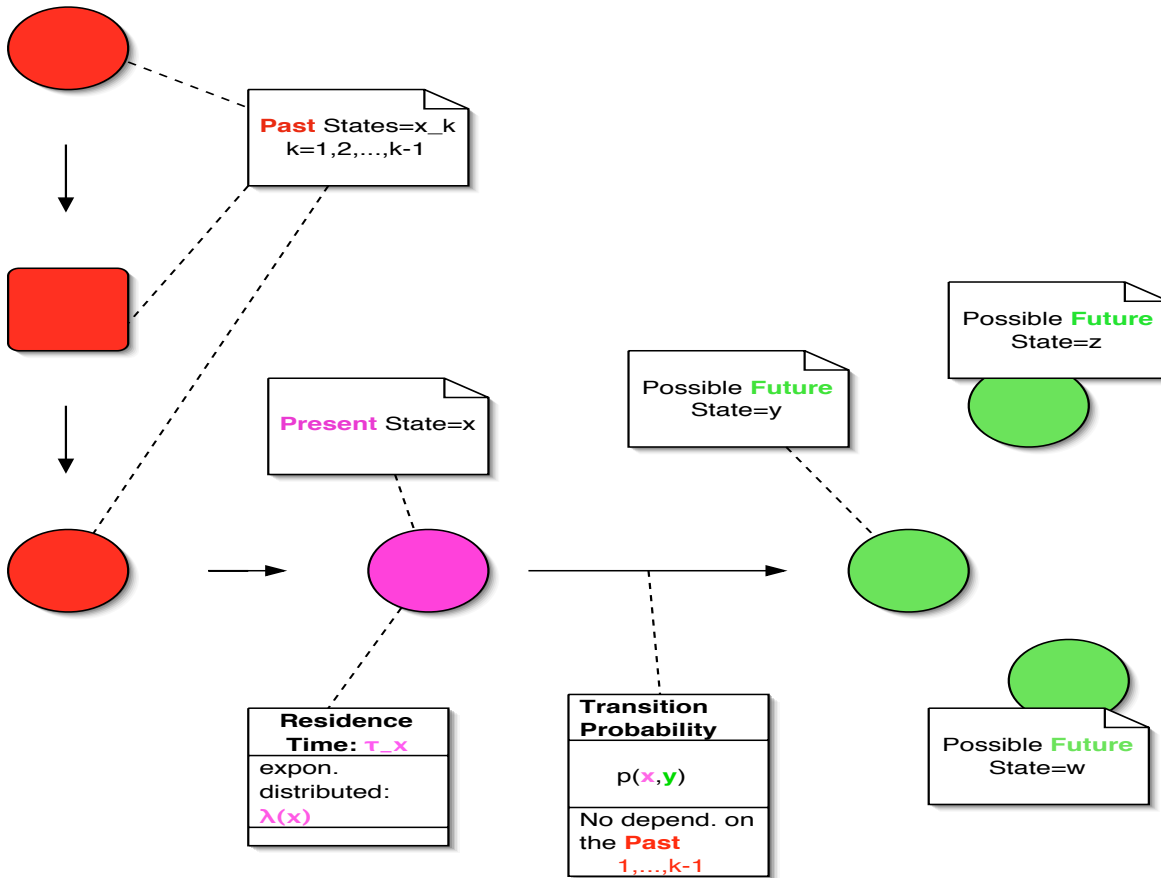 Past States=x_k
k=1,2,...,k-1
Possible Future
State=z
Possible Future
State=y
Present State=x
Residence
Time: τ_x
expon.
distributed:
λ(x)
Transition
Probability
p(x,y)
No depend. on
the Past
1,...,k-1
Possible Future
State=w